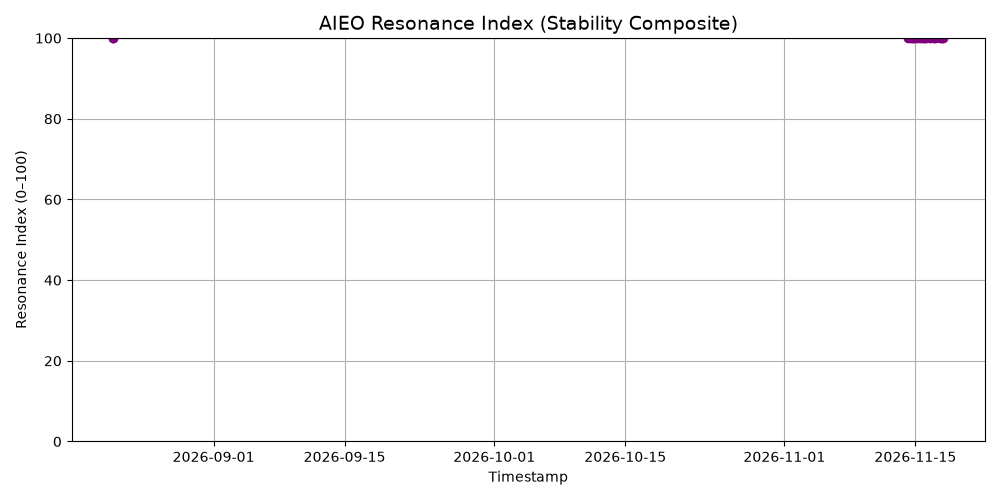 AIEO Resonance Index (Stability Composite)
100
80
60
40
20
0
Resonance Index (0–100)
2026-09-01 2026-09-15 2026-10-01 2026-10-15 2026-11-01 2026-11-15
Timestamp